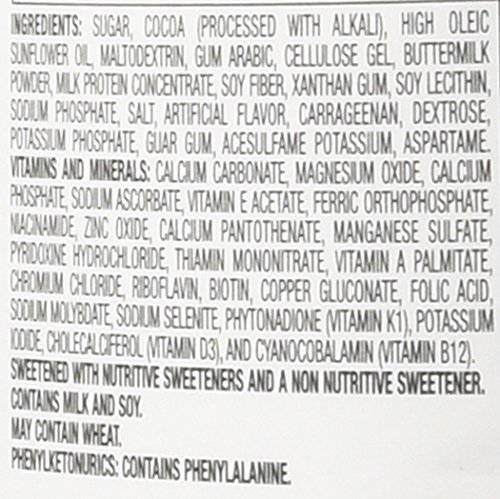 INGREDIENTS: SUGAR, COCOA (PROCESSED WITH ALKALI), HIGH OLEIC
SUNFLOWER OIL, MALTODEXTRIN, GUM ARABIC, CELLULOSE GEL, BUTTERMILK
POWDER, MILK PROTEIN CONCENTRATE, SOY FIBER, XANTHAN GUM, SOY LECITHIN,
SODIUM PHOSPHATE, SALT, ARTIFICIAL FLAVOR, CARRAGEENAN, DEXTROSE,
POTASSIUM PHOSPHATE, GUAR GUM, ACESULFAME POTASSIUM, ASPARTAME.
VITAMINS AND MINERALS: CALCIUM CARBONATE, MAGNESIUM OXIDE, CALCIUM
PHOSPHATE, SODIUM ASCORBATE, VITAMIN E ACETATE, FERRIC ORTHOPHOSPHATE,
NIACINAMIDE, ZINC OXIDE, CALCIUM PANTOTHENATE, MANGANESE SULFATE,
PYRIDOXINE HYDROCHLORIDE, THIAMIN MONONITRATE, VITAMIN A PALMITATE,
CHROMIUM CHLORIDE, RIBOFLAVIN, BIOTIN, COPPER GLUCONATE, FOLIC ACID,
SODIUM MOLYBDATE, SODIUM SELENITE, PHYTONADIONE (VITAMIN K1), POTASSIUM
IODIDE, CHOLECALCIFEROL (VITAMIN D3), AND CYANOCOBALAMIN (VITAMIN B12).
SWEETENED WITH NUTRITIVE SWEETENERS AND A NON NUTRITIVE SWEETENER.
CONTAINS MILK AND SOY.
MAY CONTAIN WHEAT.
PHENYLKETONURICS: CONTAINS PHENYLALANINE.